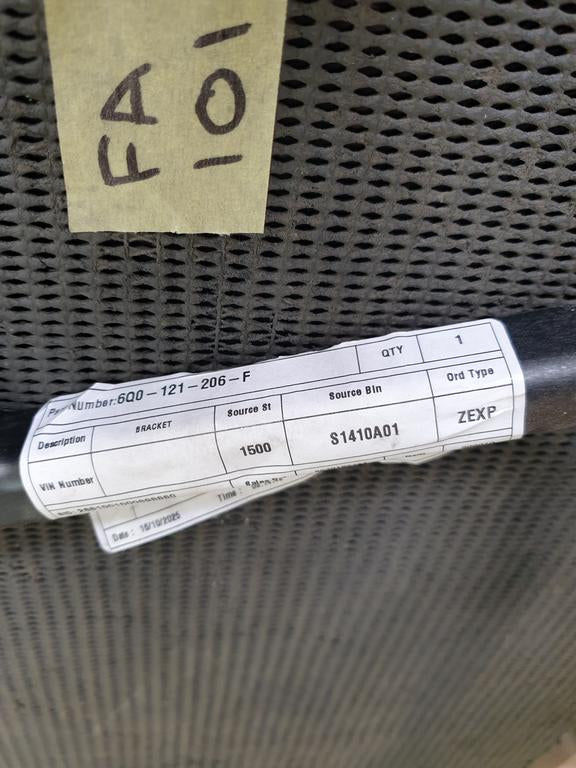 FA
101
Number:6Q0-121-206-F
QTY
1
Description
BRACKET
Source St
Source Bin
Ord Type
VIN Number
1500
S1410A01
ZEXP
Time :
Date : 15/10/2025